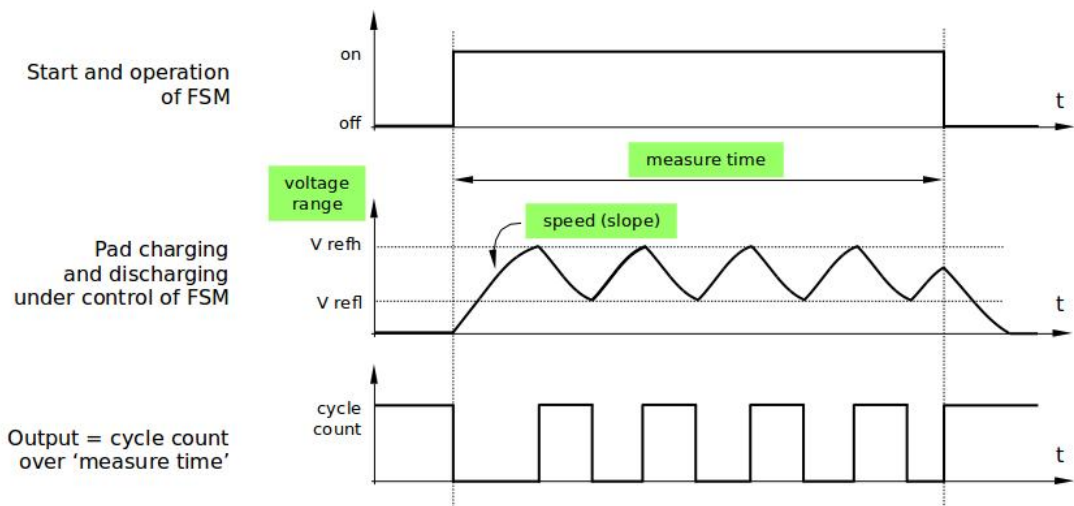 Start and operation
of FSM
on
off
t
measure time
voltage
range
speed (slope)
Pad charging
and discharging
under control of FSM
V refh
V refl
t
Output = cycle count
over ‘measure time’
cycle
count
t